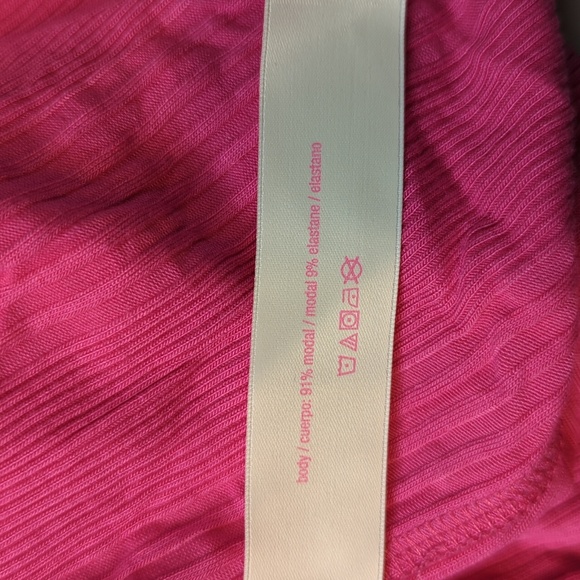 body / cuerpo: 91% modal / modal 9% elastane / elastano